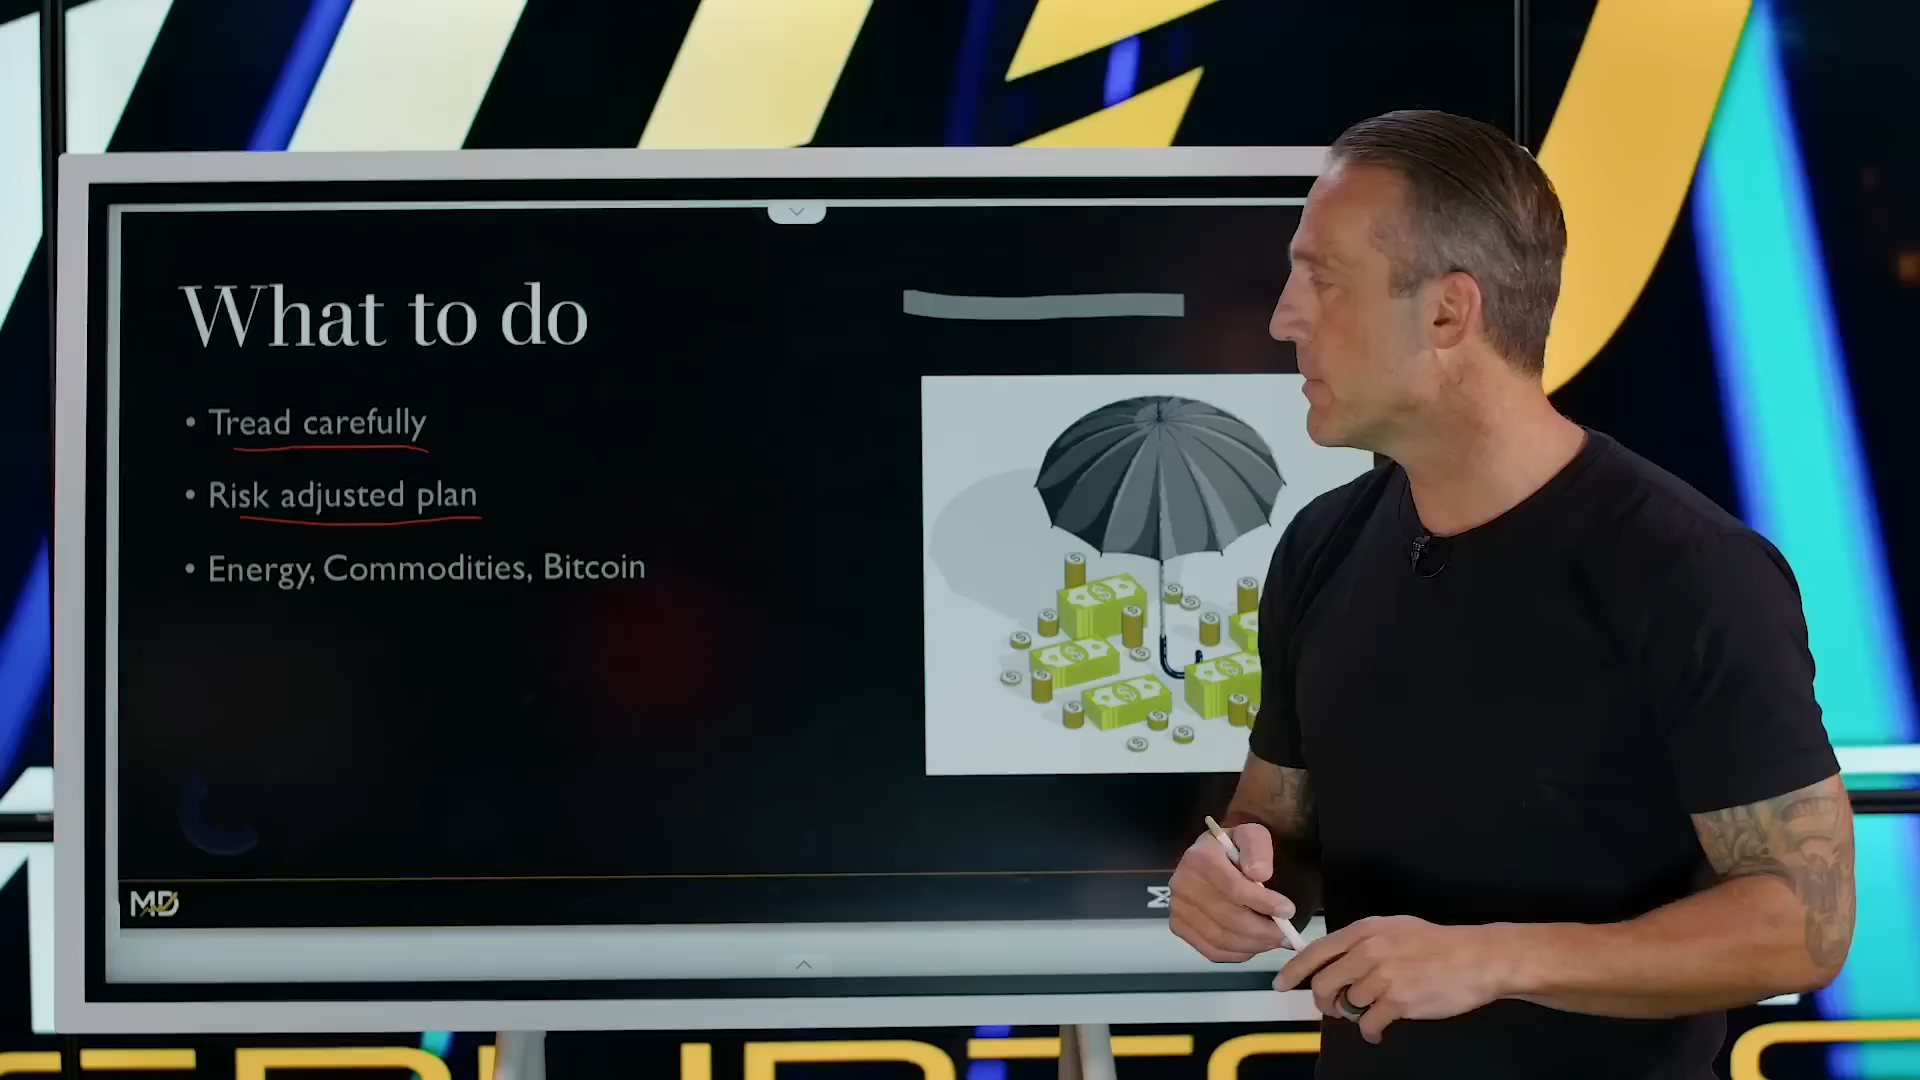 What to do
• Tread carefully
• Risk adjusted plan
• Energy, Commodities, Bitcoin
MD